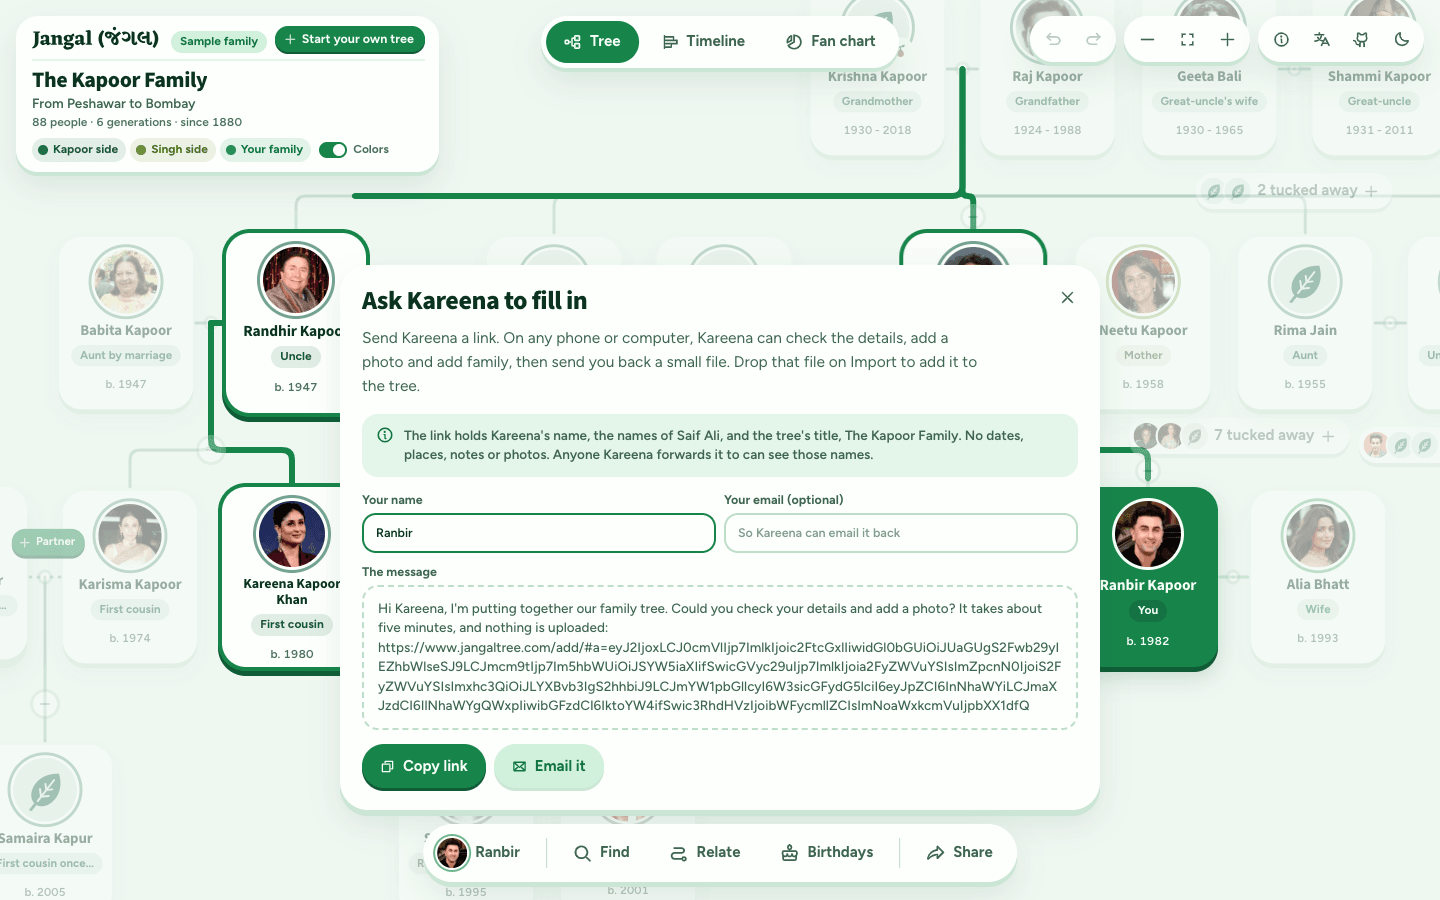 Jangal (જંગલ)
Sample family
Start your own tree
The Kapoor Family
From Peshawar to Bombay
88 people · 6 generations · since 1880
Kapoor side
Singh side
Your family
Colors
Tree
Timeline
Fan chart
Krishna Kapoor
Grandmother
1930 - 2018
Raj Kapoor
Grandfather
1924 - 1988
Geeta Bali
Great-uncle's wife
1930 - 1965
Shammi Kapoor
Great-uncle
1931 - 2011
2 tucked away
Babita Kapoor
Aunt by marriage
b. 1947
Randhir Kapoo
Uncle
b. 1947
Neetu Kapoor
Mother
b. 1958
Rima Jain
Aunt
b. 1955
Un
7 tucked away
Ask Kareena to fill in
Send Kareena a link. On any phone or computer, Kareena can check the details, add a
photo and add family, then send you back a small file. Drop that file on Import to add it to
the tree.
The link holds Kareena's name, the names of Saif Ali, and the tree's title, The Kapoor Family. No dates,
places, notes or photos. Anyone Kareena forwards it to can see those names.
Your name
Ranbir
Your email (optional)
So Kareena can email it back
The message
Hi Kareena, I'm putting together our family tree. Could you check your details and add a photo? It takes about
five minutes, and nothing is uploaded:
https://www.jangaltree.com/add/#a=eyJ2IjoxLCJ0cmVlIjp7ImlkIjoic2FtcGxlIiwidGl0bGUiOiJUaGUgS2Fwb29yI
EZhbWlseSJ9LCJmcm9tIjp7Im5hbWUiOiJSYW5iaXIifSwicGVyc29uIjp7ImlkIjoia2FyZWVuYSIsImZpcnN0IjoiS2F
yZWVuYSIsImxhc3QiOiJLYXBvb3IgS2hhbiJ9LCJmYW1pbGllcyI6W3sicGFydG5lciI6eyJpZCI6InNhaWYiLCJmaX
JzdCI6IlNhaWYgQWxpIiwibGFzdCI6IktoYW4ifSwic3RhdHVzIjoibWFycmllZCIsImNoaWxkcmVuIjpbXX1dfQ
Copy link
Email it
Partner
Karisma Kapoor
First cousin
b. 1974
Kareena Kapoor
Khan
First cousin
b. 1980
Ranbir Kapoor
You
b. 1982
Alia Bhatt
Wife
b. 1993
Samaira Kapur
First cousin once...
b. 2005
b. 1995
b. 2001
Ranbir
Find
Relate
Birthdays
Share